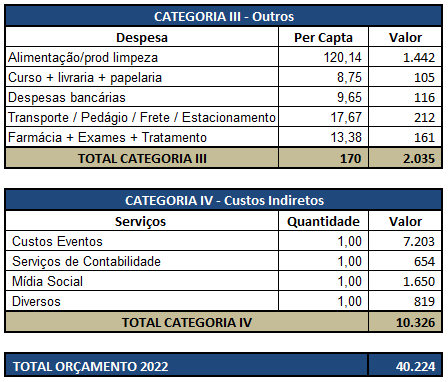 CATEGORIA III - Outros
Despesa Per Capta Valor
Alimentação/prod limpeza 120,14 1.442
Curso + livraria + papelaria 8,75 105
Despesas bancárias 9,65 116
Transporte / Pedágio / Frete / Estacionamento 17,67 212
Farmácia + Exames + Tratamento 13,38 161
TOTAL CATEGORIA III 170 2.035
CATEGORIA IV - Custos Indiretos
Serviços Quantidade Valor
Custos Eventos 1,00 7.203
Serviços de Contabilidade 1,00 654
Mídia Social 1,00 1.650
Diversos 1,00 819
TOTAL CATEGORIA IV 10.326
TOTAL ORÇAMENTO 2022 40.224